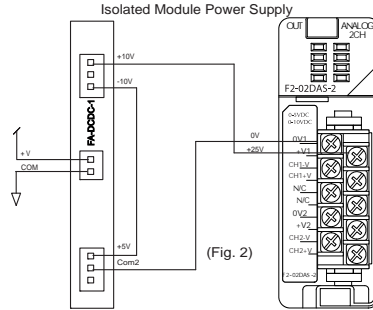 Isolated Module Power Supply
OUT
ANALOG
2CH
F2-02DAS-2
0-5VDC
0-10VDC
+10V
-10V
FA-DCDC-1
+V
COM
+5V
Com2
0V
+25V
(Fig. 2)
0V1
+V1
CH1-V
CH1+V
N/C
N/C
0V2
+V2
CH2-V
CH2+V
F2-02DAS-2